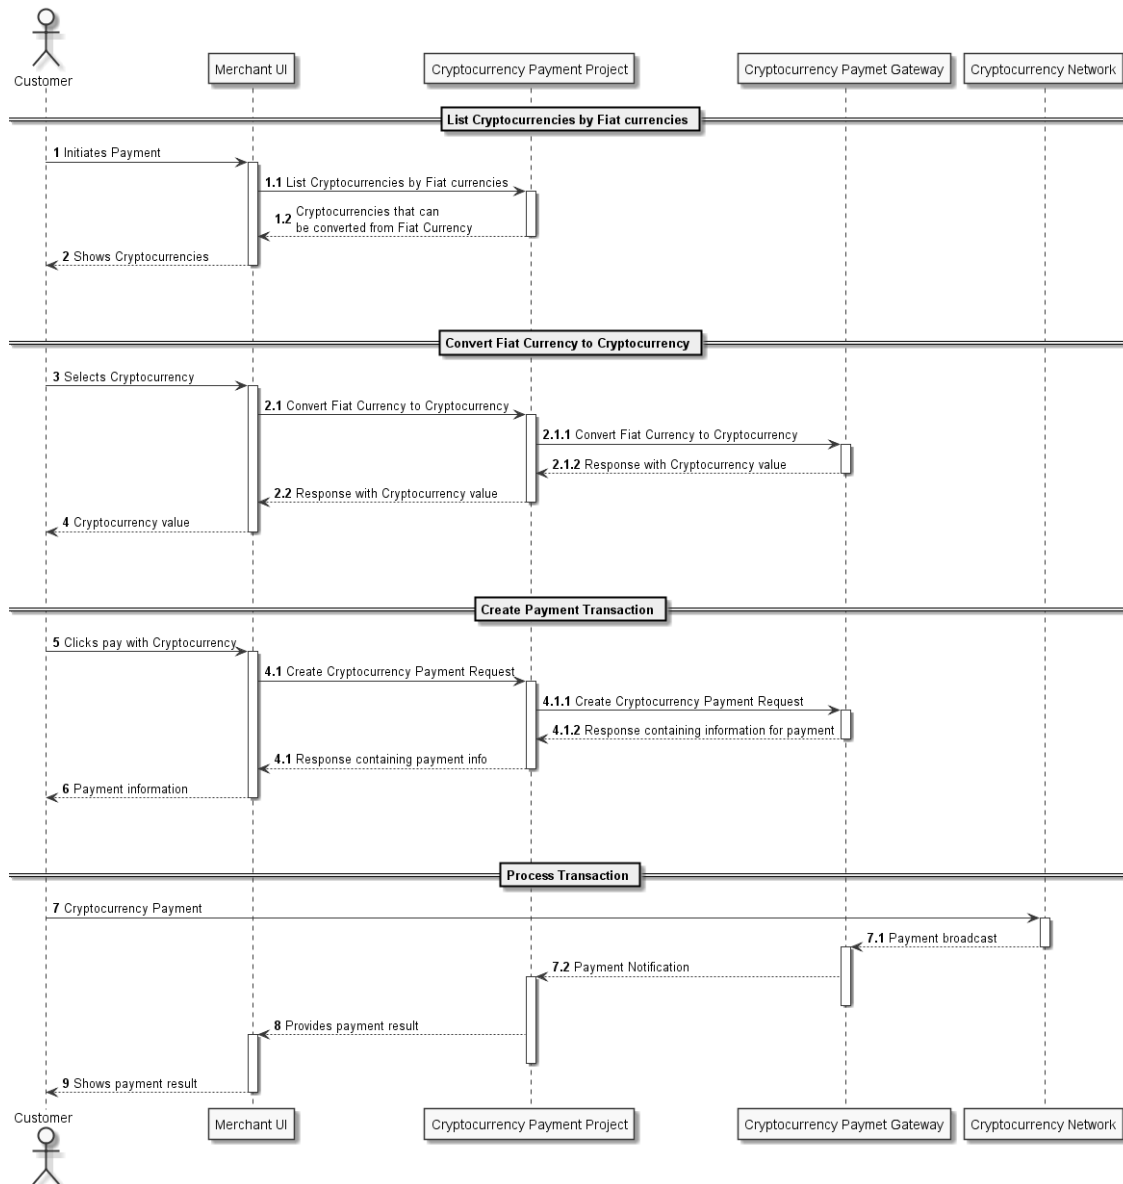 Customer
Merchant UI
Cryptocurrency Payment Project
Cryptocurrency Paymet Gateway
Cryptocurrency Network
List Cryptocurrencies by Fiat currencies
1 Initiates Payment
1.1 List Cryptocurrencies by Fiat currencies
1.2 Cryptocurrencies that can
be converted from Fiat Currency
2 Shows Cryptocurrencies
Convert Fiat Currency to Cryptocurrency
3 Selects Cryptocurrency
2.1 Convert Fiat Currency to Cryptocurrency
2.1.1 Convert Fiat Currency to Cryptocurrency
2.1.2 Response with Cryptocurrency value
2.2 Response with Cryptocurrency value
4 Cryptocurrency value
Create Payment Transaction
5 Clicks pay with Cryptocurrency
4.1 Create Cryptocurrency Payment Request
4.1.1 Create Cryptocurrency Payment Request
4.1.2 Response containing information for payment
4.1 Response containing payment info
6 Payment information
Process Transaction
7 Cryptocurrency Payment
7.1 Payment broadcast
7.2 Payment Notification
8 Provides payment result
9 Shows payment result
Customer
Merchant UI
Cryptocurrency Payment Project
Cryptocurrency Paymet Gateway
Cryptocurrency Network